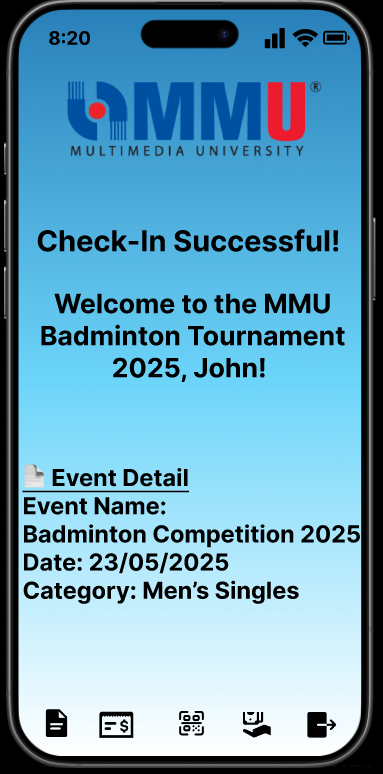 8:20
MMU®
MULTIMEDIA UNIVERSITY
Check-In Successful!
Welcome to the MMU
Badminton Tournament
2025, John!
Event Detail
Event Name:
Badminton Competition 2025
Date: 23/05/2025
Category: Men’s Singles
$